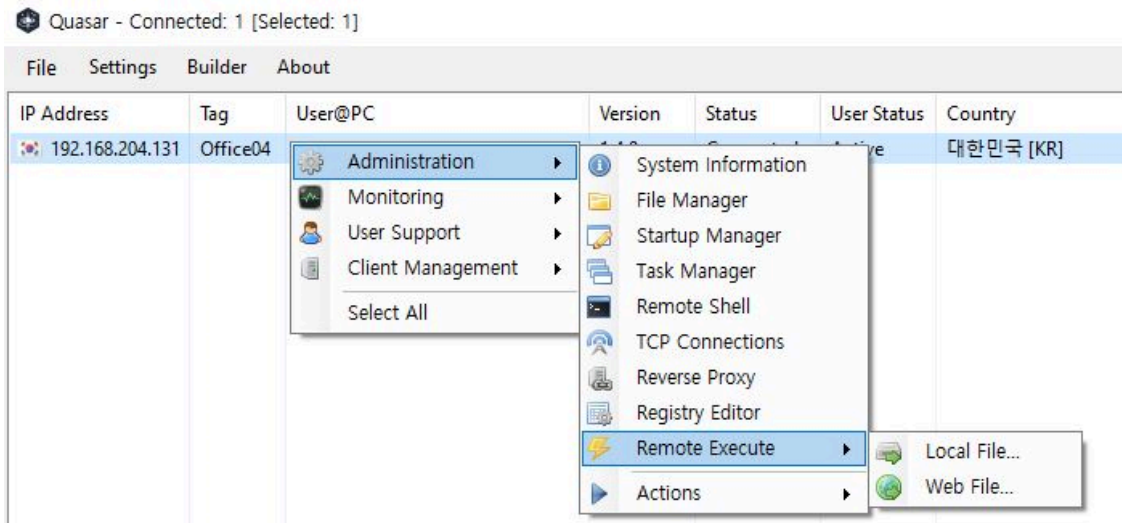 Quasar - Connected: 1 [Selected: 1]
File Settings Builder About
IP Address Tag User@PC Version Status User Status Country
192.168.204.131 Office04 대한민국 [KR]
Administration
Monitoring
User Support
Client Management
Select All
System Information
File Manager
Startup Manager
Task Manager
Remote Shell
TCP Connections
Reverse Proxy
Registry Editor
Remote Execute
Actions
Local File...
Web File...